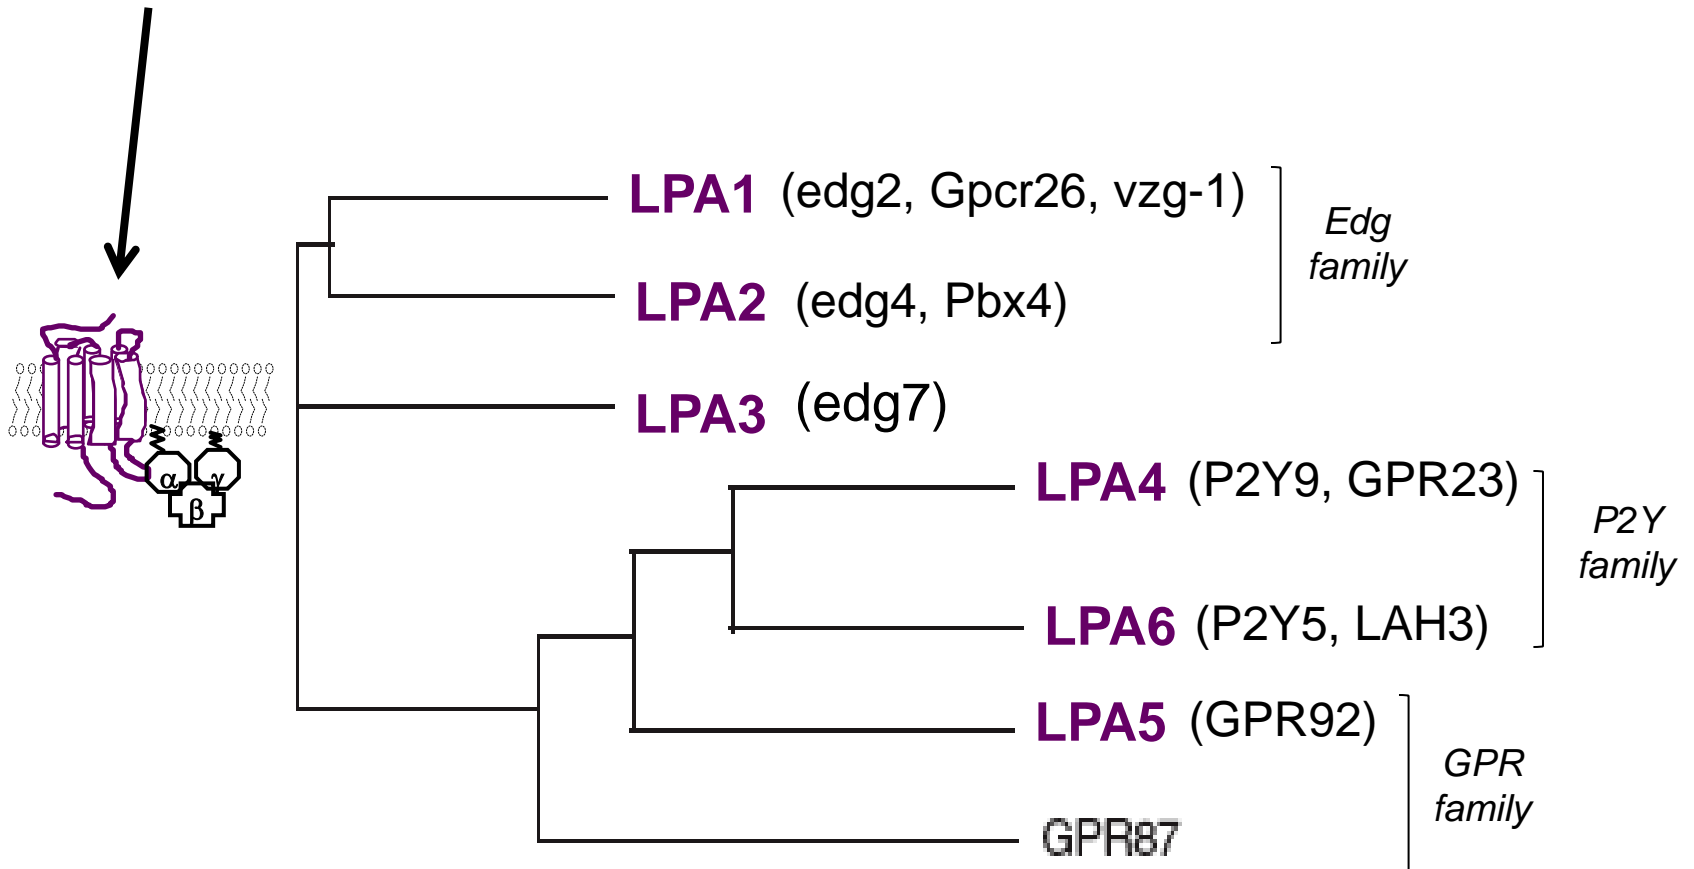 LPA1 (edg2, Gpcr26, vzg-1)
Edg
family
LPA2 (edg4, Pbx4)
LPA3 (edg7)
α γ
β
LPA4 (P2Y9, GPR23)
P2Y
family
LPA6 (P2Y5, LAH3)
LPA5 (GPR92)
GPR
family
GPR87